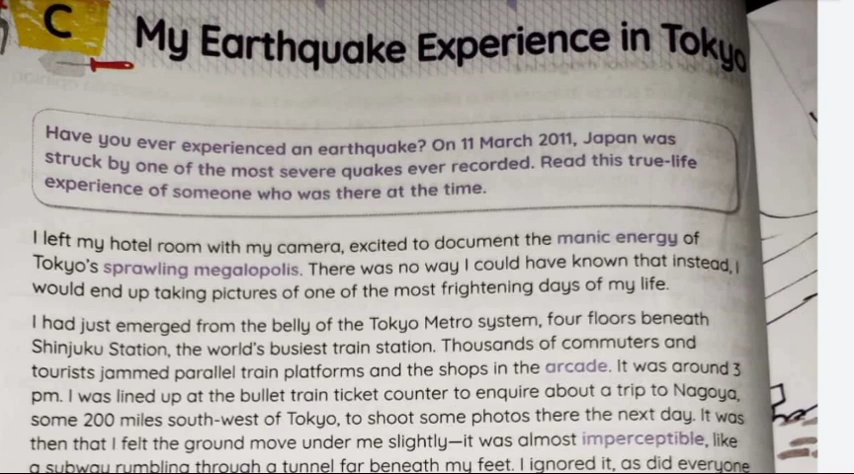 C
My Earthquake Experience in Tokyo
Have you ever experienced an earthquake? On 11 March 2011, Japan was
struck by one of the most severe quakes ever recorded. Read this true-life
experience of someone who was there at the time.
I left my hotel room with my camera, excited to document the manic energy of
Tokyo's sprawling megalopolis. There was no way I could have known that instead, I
would end up taking pictures of one of the most frightening days of my life.
I had just emerged from the belly of the Tokyo Metro system, four floors beneath
Shinjuku Station, the world's busiest train station. Thousands of commuters and
tourists jammed parallel train platforms and the shops in the arcade. It was around 3
pm. I was lined up at the bullet train ticket counter to enquire about a trip to Nagoya,
some 200 miles south-west of Tokyo, to shoot some photos there the next day. It was
then that I felt the ground move under me slightly—it was almost imperceptible, like
a subway rumbling through a tunnel far beneath my feet. I ignored it, as did everyone